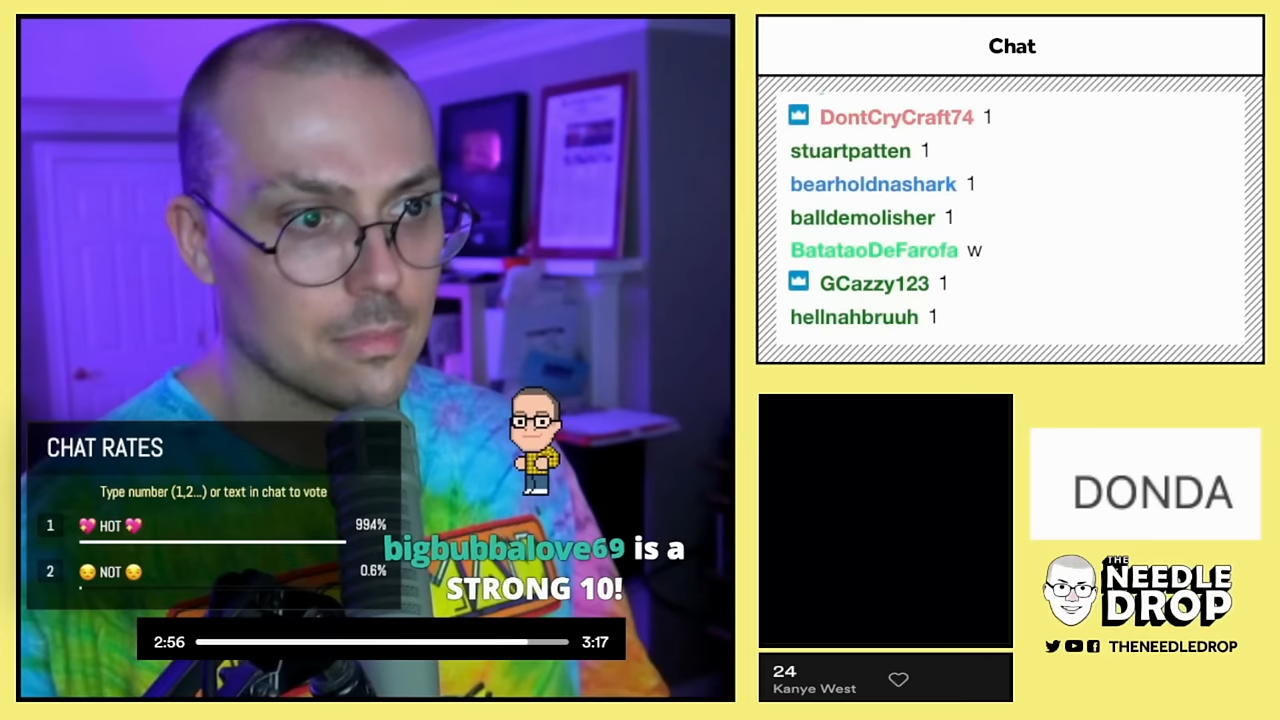 Chat
DontCryCraft74 1
stuartpatten 1
bearholdnashark 1
balldemolisher 1
BatataoDeFarofa w
GCazzy123 1
hellnahbruuh 1
CHAT RATES
Type number (1,2...) or text in chat to vote
1 💖 HOT 💖 99.4%
2 😒 NOT 😒 0.6%
bigbubbalove69 is a
STRONG 10!
2:56 3:17
24
Kanye West
DONDA
THE
NEEDLE
DROP
THENEEDLEDROP